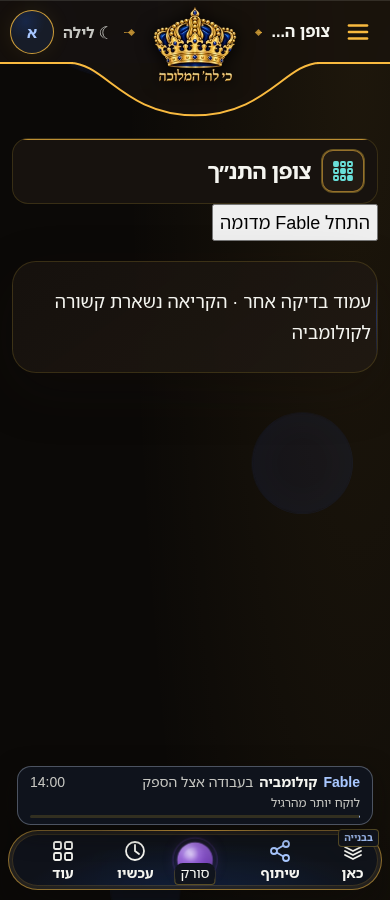 צופן ה...
☾ לילה
א
כי לה' המלוכה
צופן התנ״ך
התחל Fable מדומה
עמוד בדיקה אחר · הקריאה נשארת קשורה
לקולומביה
Fable קולומביה בעבודה אצל הספק
14:00
לוקח יותר מהרגיל
בבנייה
כאן
שיתוף
סורק
עכשיו
עוד